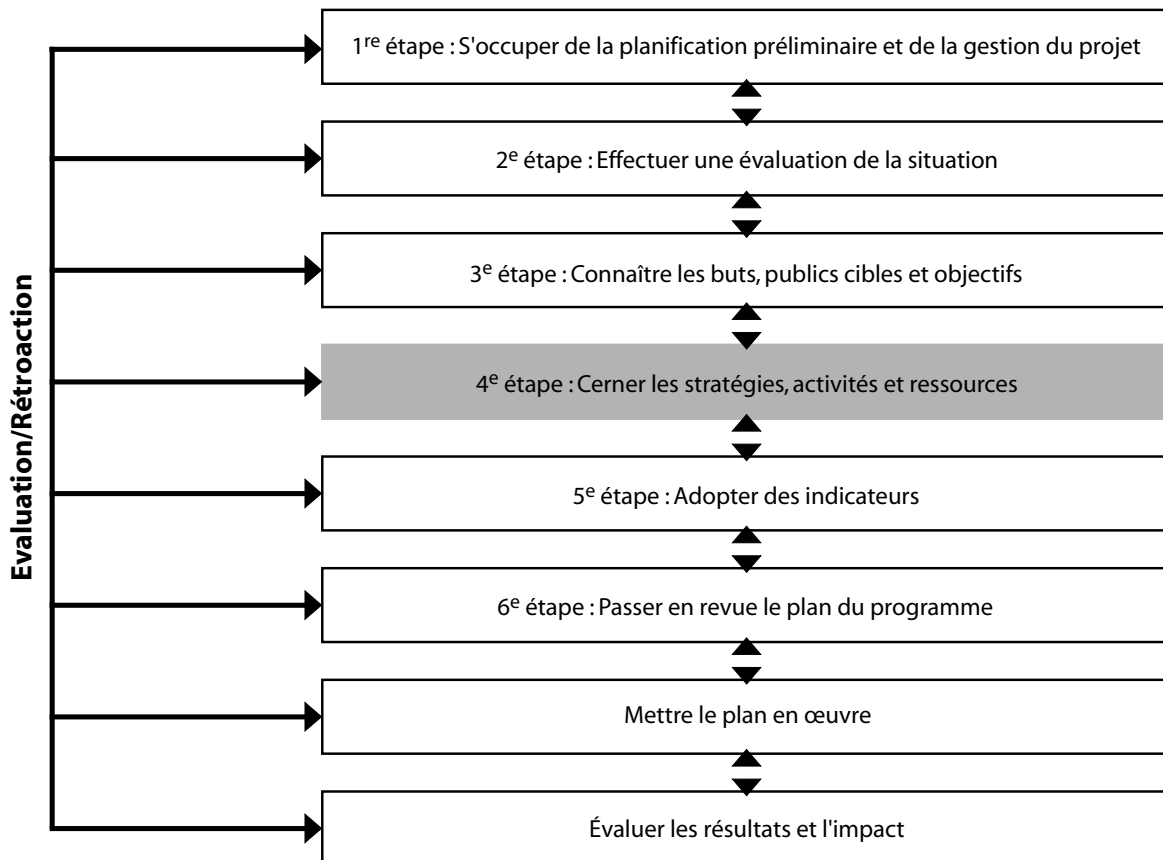 1re étape : S'occuper de la planification préliminaire et de la gestion du projet
2e étape : Effectuer une évaluation de la situation
3e étape : Connaître les buts, publics cibles et objectifs
4e étape : Cerner les stratégies, activités et ressources
5e étape : Adopter des indicateurs
6e étape : Passer en revue le plan du programme
Mettre le plan en œuvre
Évaluer les résultats et l'impact
Evaluation/Rétroaction